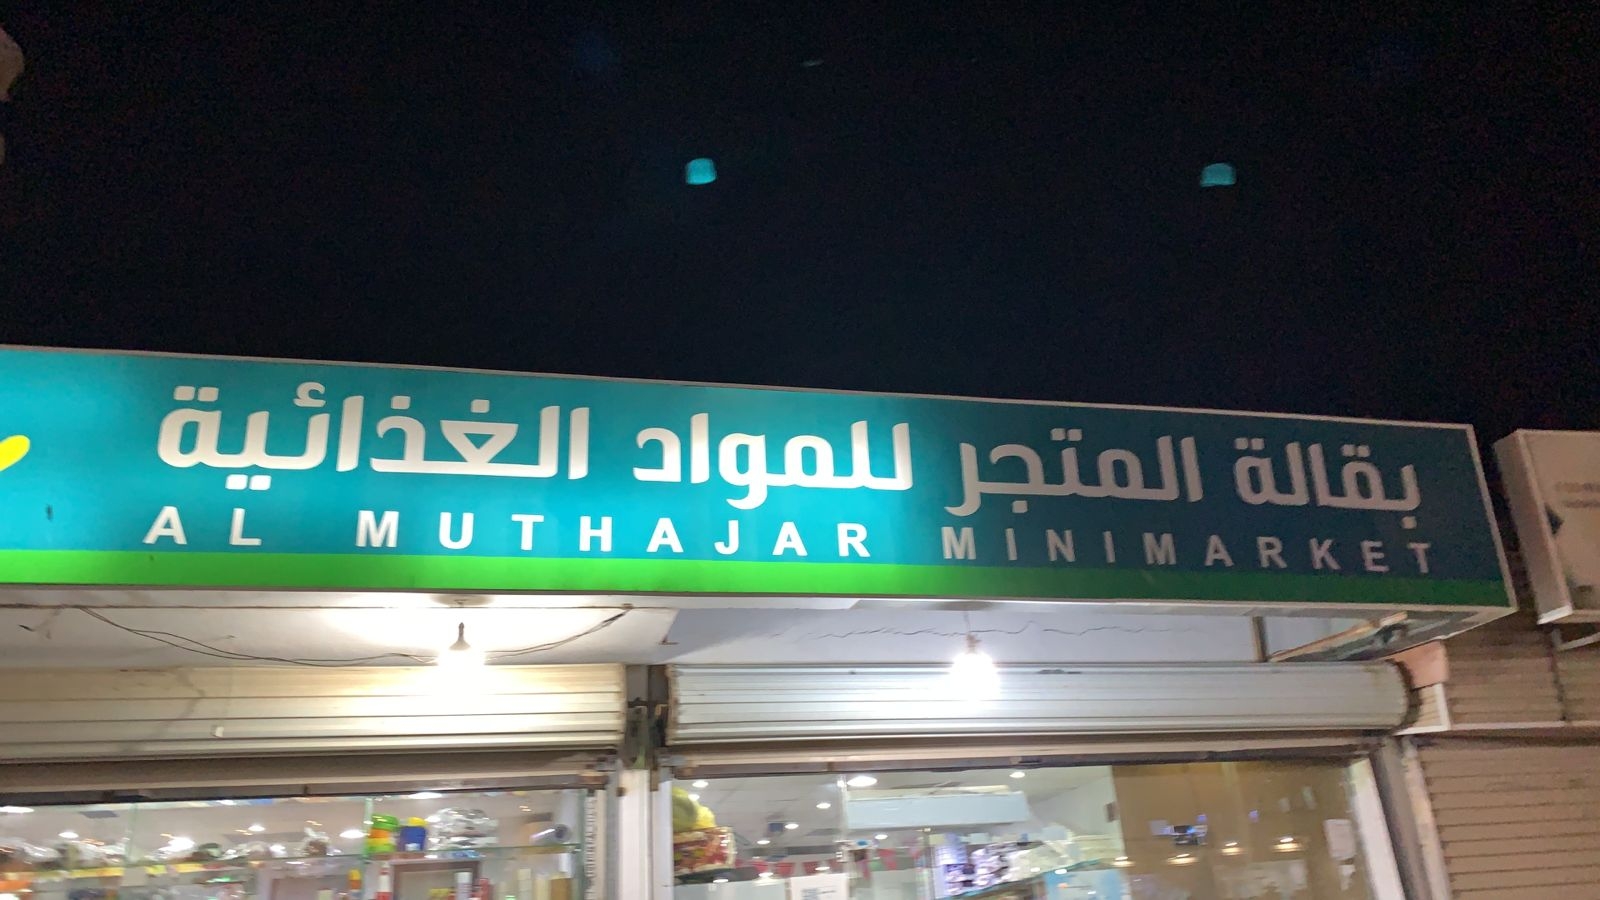 بقالة المتجر للمواد الغذائية
AL MUTHAJAR MINIMARKET